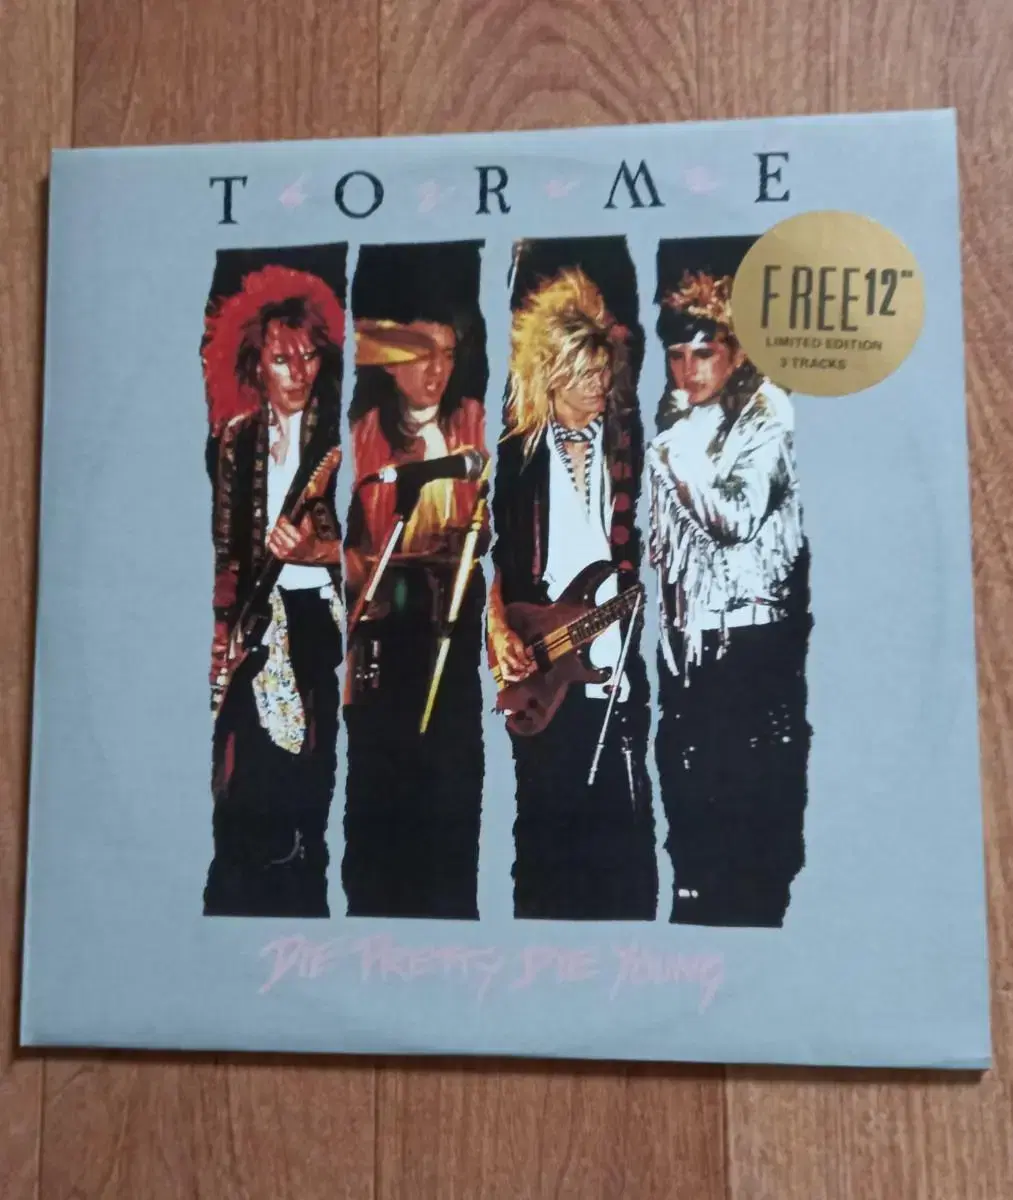 TORME
FREE 12"
LIMITED EDITION
3 TRACKS
DIE PRETTY DIE YOUNG